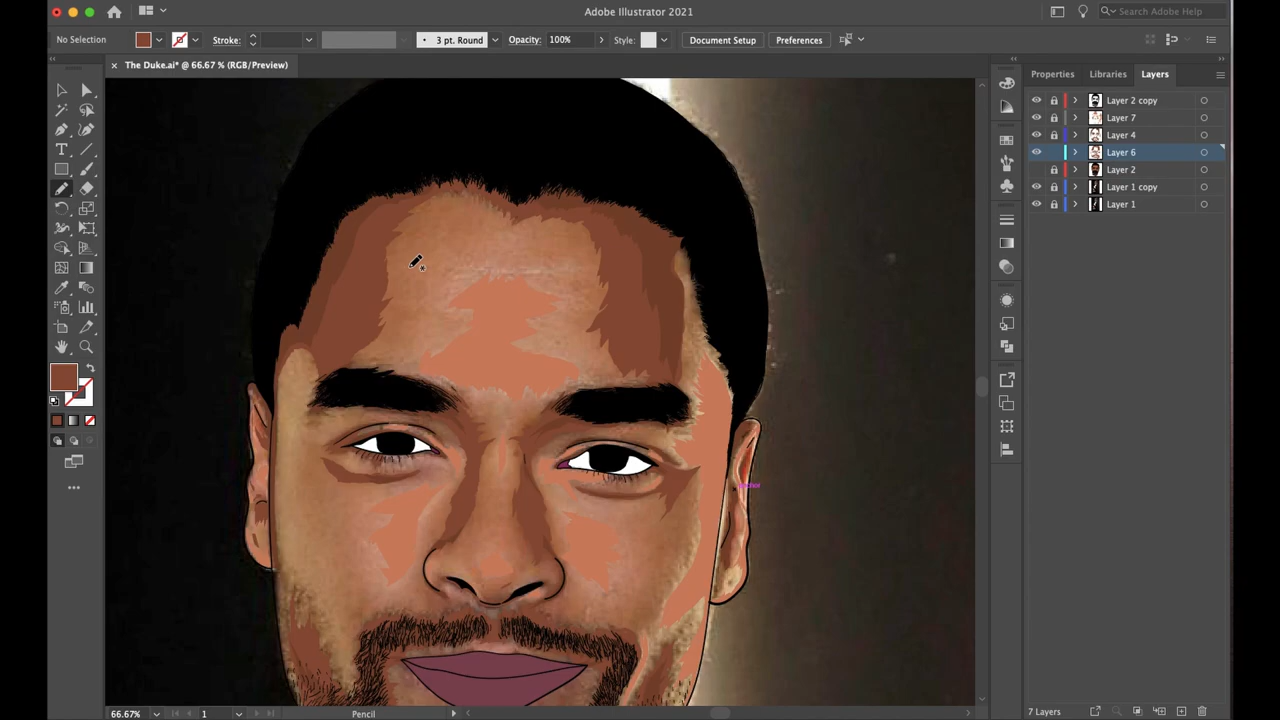 Adobe Illustrator 2021
Search Adobe Help
No Selection
Stroke:
3 pt. Round
Opacity: 100%
Style:
Document Setup
Preferences
× The Duke.ai* @ 66.67 % (RGB/Preview)
Properties
Libraries
Layers
Layer 2 copy
Layer 7
Layer 4
Layer 6
Layer 2
Layer 1 copy
Layer 1
66.67%
1
Pencil
7 Layers